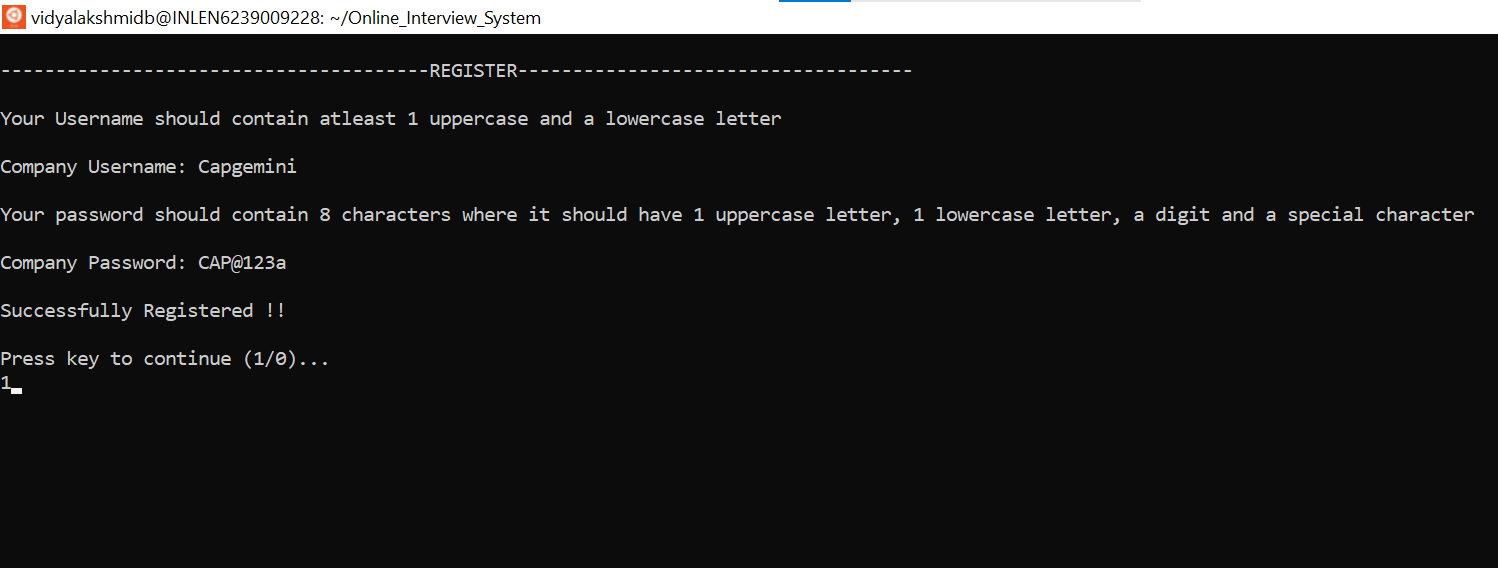 vidyalakshmidb@INLEN6239009228: ~/Online_Interview_System
---------------------------------------REGISTER------------------------------------
Your Username should contain atleast 1 uppercase and a lowercase letter
Company Username: Capgemini
Your password should contain 8 characters where it should have 1 uppercase letter, 1 lowercase letter, a digit and a special character
Company Password: CAP@123a
Successfully Registered !!
Press key to continue (1/0)...
1